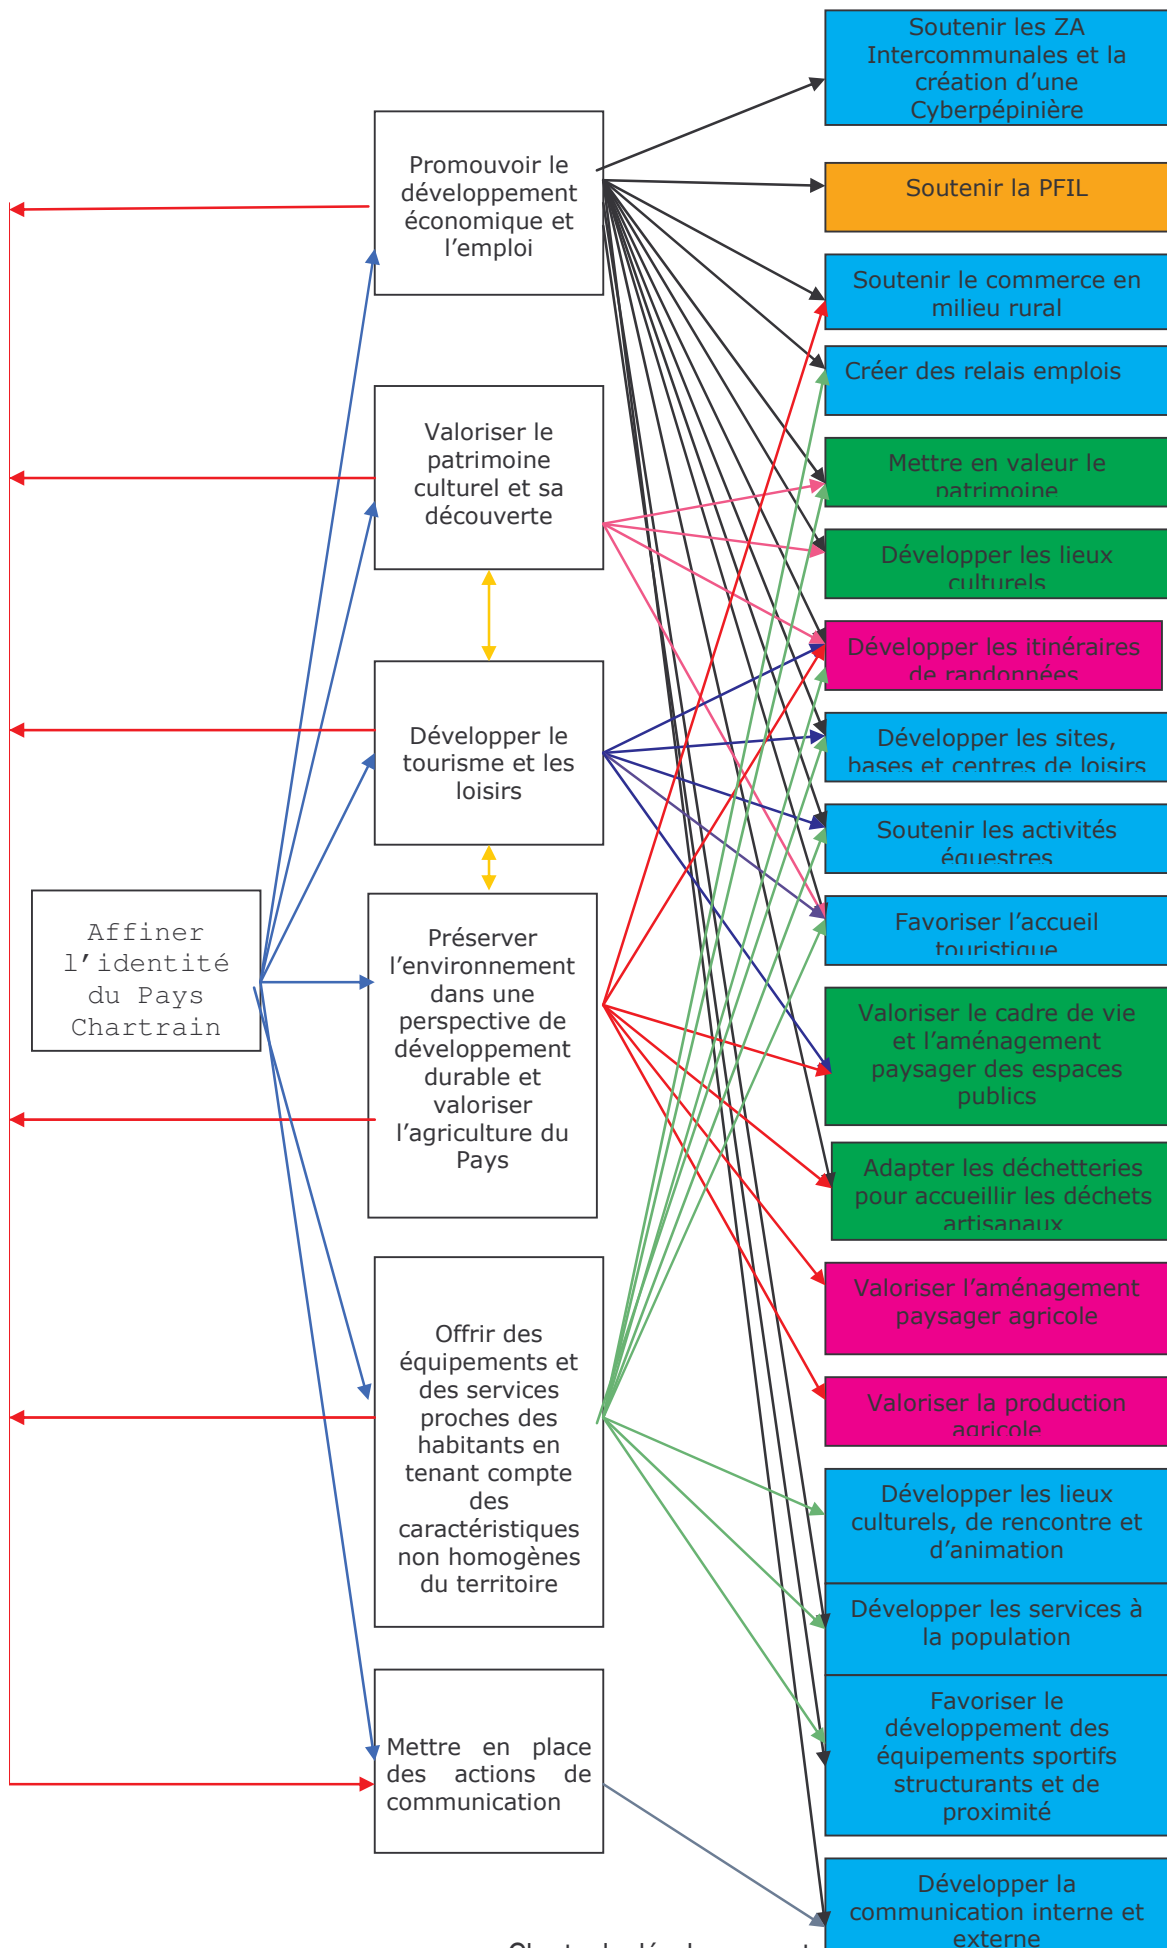 Affiner
l'identité
du Pays
Chartrain
Promouvoir le
développement
économique et
l'emploi
Valoriser le
patrimoine
culturel et sa
découverte
Développer le
tourisme et les
loisirs
Préserver
l'environnement
dans une
perspective de
développement
durable et
valoriser
l'agriculture du
Pays
Offrir des
équipements et
des services
proches des
habitants en
tenant compte
des
caractéristiques
non homogènes
du territoire
Mettre en place
des actions de
communication
Soutenir les ZA
Intercommunales et la
création d'une
Cyberpépinière
Soutenir la PFIL
Soutenir le commerce en
milieu rural
Créer des relais emplois
Mettre en valeur le
patrimoine
Développer les lieux
culturels
Développer les itinéraires
de randonnées
Développer les sites,
bases et centres de loisirs
Soutenir les activités
équestres
Favoriser l'accueil
touristique
Valoriser le cadre de vie
et l'aménagement
paysager des espaces
publics
Adapter les déchetteries
pour accueillir les déchets
artisanaux
Valoriser l'aménagement
paysager agricole
Valoriser la production
agricole
Développer les lieux
culturels, de rencontre et
d'animation
Développer les services à
la population
Favoriser le
développement des
équipements sportifs
structurants et de
proximité
Développer la
communication interne et
externe